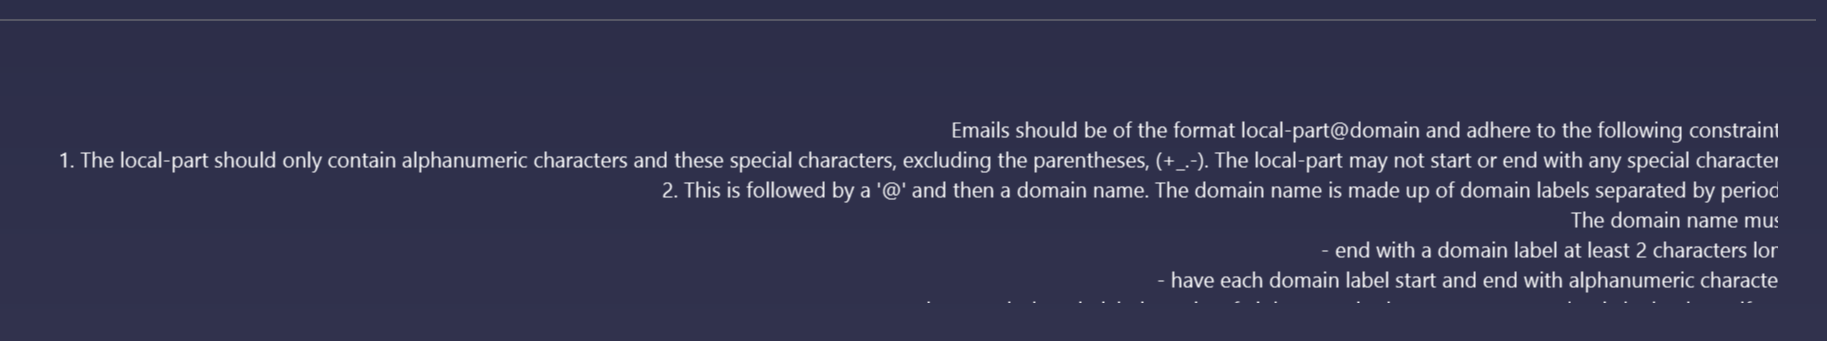 Emails should be of the format local-part@domain and adhere to the following constraint
1. The local-part should only contain alphanumeric characters and these special characters, excluding the parentheses, (+_.-). The local-part may not start or end with any special character
2. This is followed by a '@' and then a domain name. The domain name is made up of domain labels separated by period
The domain name mus
- end with a domain label at least 2 characters lon
- have each domain label start and end with alphanumeric characte